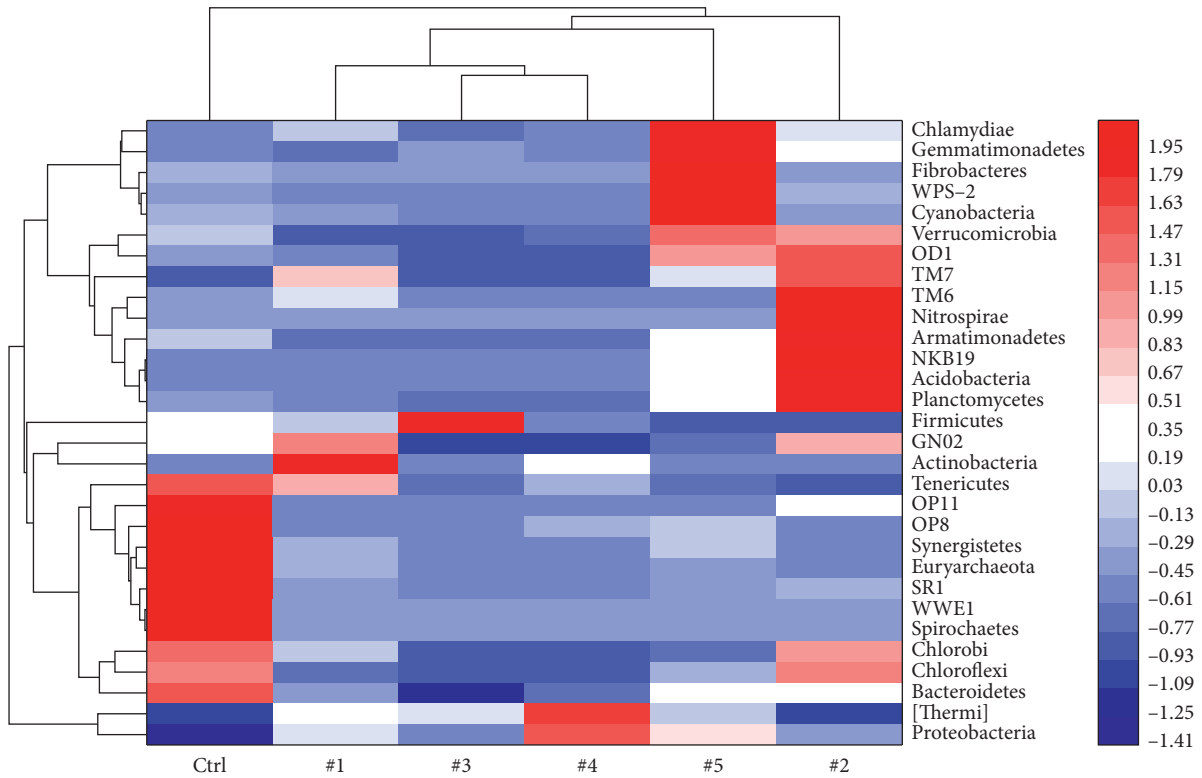 Chlamydiae
Gemmatimonadetes
Fibrobacteres
WPS–2
Cyanobacteria
Verrucomicrobia
OD1
TM7
TM6
Nitrospirae
Armatimonadetes
NKB19
Acidobacteria
Planctomycetes
Firmicutes
GN02
Actinobacteria
Tenericutes
OP11
OP8
Synergistetes
Euryarchaeota
SR1
WWE1
Spirochaetes
Chlorobi
Chloroflexi
Bacteroidetes
[Thermi]
Proteobacteria
1.95
1.79
1.63
1.47
1.31
1.15
0.99
0.83
0.67
0.51
0.35
0.19
0.03
–0.13
–0.29
–0.45
–0.61
–0.77
–0.93
–1.09
–1.25
–1.41
Ctrl #1 #3 #4 #5 #2